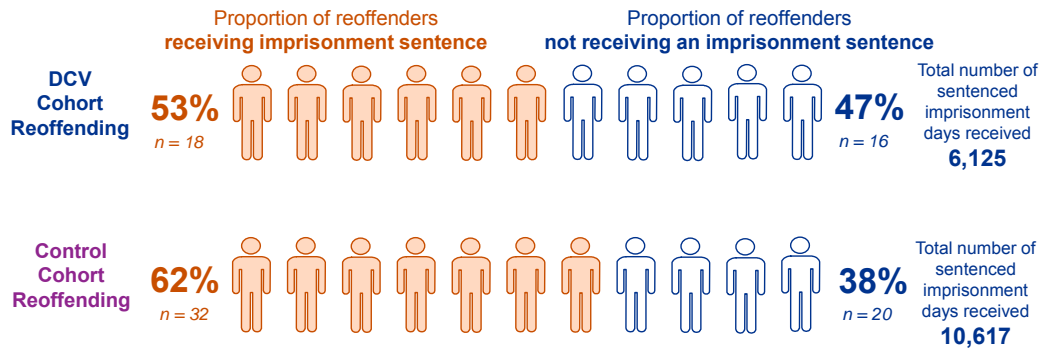 Proportion of reoffenders
receiving imprisonment sentence
Proportion of reoffenders
not receiving an imprisonment sentence
DCV
Cohort
Reoffending
53%
n = 18
47%
n = 16
Total number of
sentenced
imprisonment
days received
6,125
Control
Cohort
Reoffending
62%
n = 32
38%
n = 20
Total number of
sentenced
imprisonment
days received
10,617